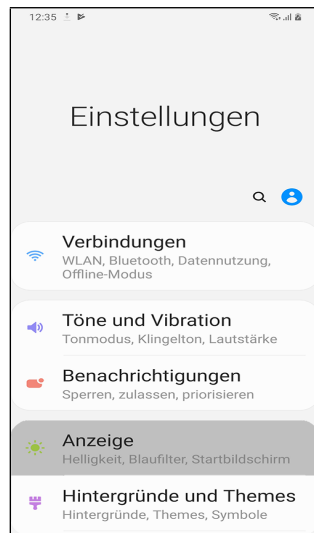 12:35
Einstellungen
Verbindungen
WLAN, Bluetooth, Datennutzung,
Offline-Modus
Töne und Vibration
Tonmodus, Klingelton, Lautstärke
Benachrichtigungen
Sperren, zulassen, priorisieren
Anzeige
Helligkeit, Blaufilter, Startbildschirm
Hintergründe und Themes
Hintergründe, Themes, Symbole